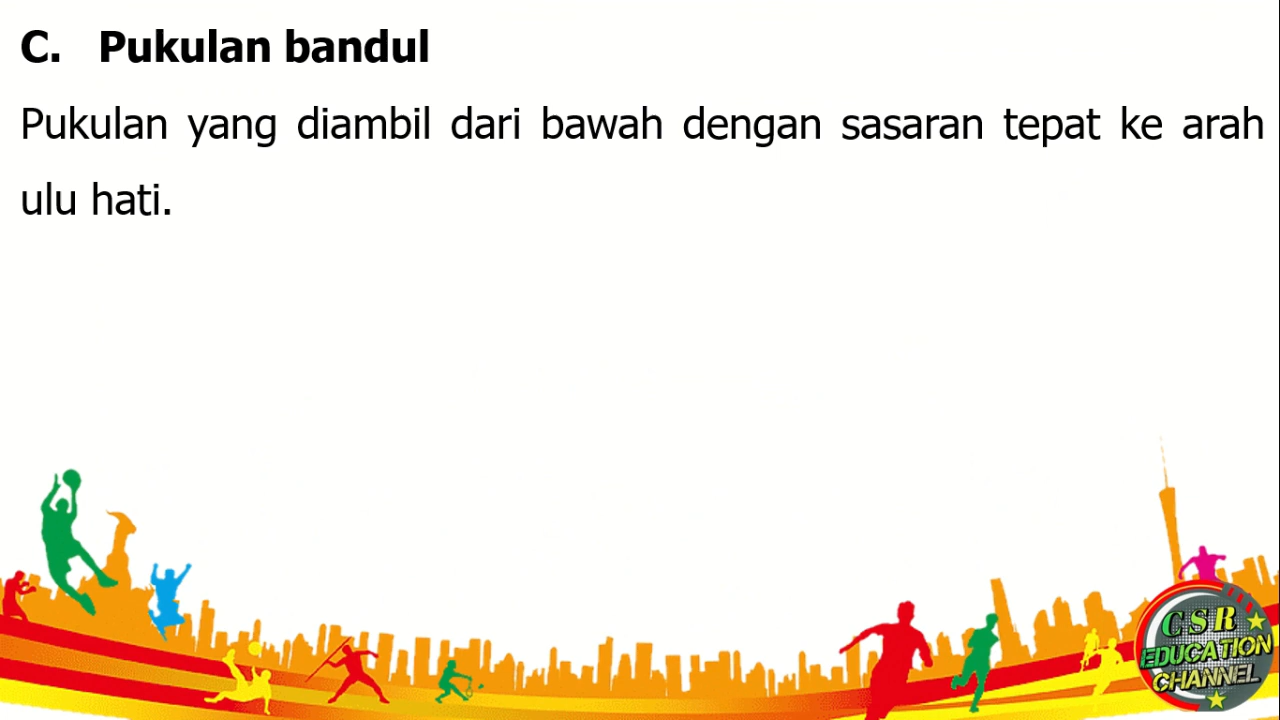 C. Pukulan bandul
Pukulan yang diambil dari bawah dengan sasaran tepat ke arah
ulu hati.
CSR
EDUCATION
CHANNEL